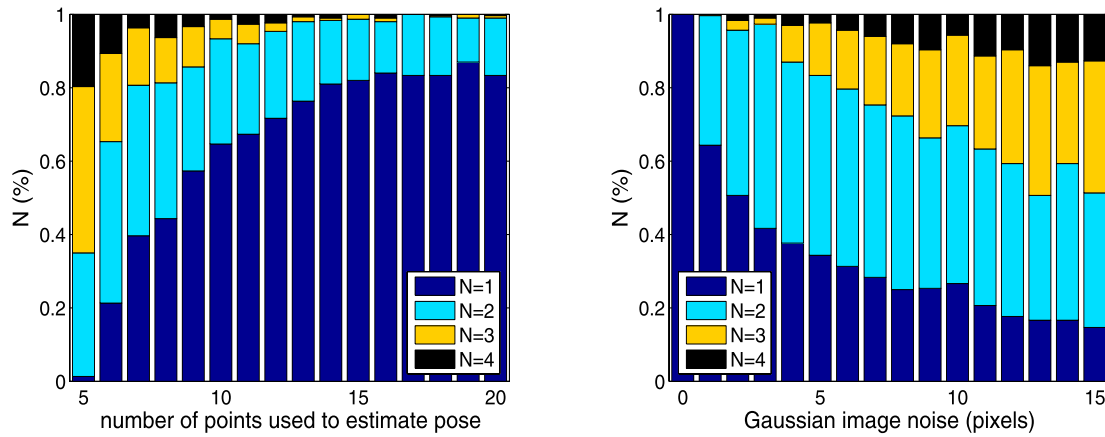 N (%)
1
0.8
0.6
0.4
0.2
0
5
10
15
20
number of points used to estimate pose
N=1
N=2
N=3
N=4
N (%)
1
0.8
0.6
0.4
0.2
0
0
5
10
15
Gaussian image noise (pixels)
N=1
N=2
N=3
N=4